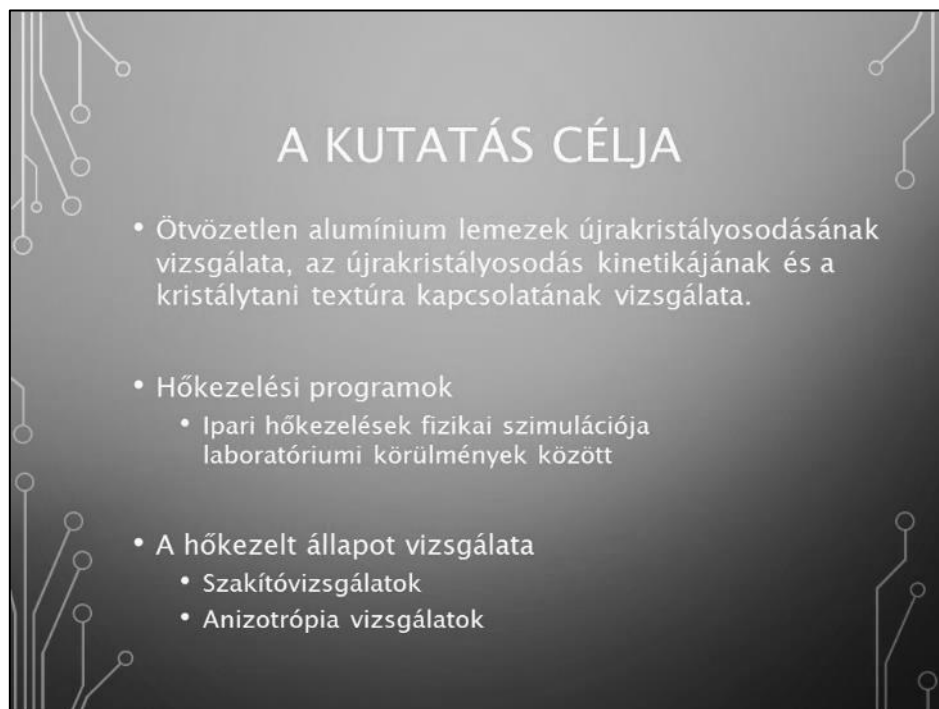 A KUTATÁS CÉLJA
• Ötvözetlen alumínium lemezek újrakristályosodásának
vizsgálata, az újrakristályosodás kinetikájának és a
kristálytani textúra kapcsolatának vizsgálata.
• Hőkezelési programok
• Ipari hőkezelések fizikai szimulációja
laboratóriumi körülmények között
• A hőkezelt állapot vizsgálata
• Szakítóvizsgálatok
• Anizotrópia vizsgálatok